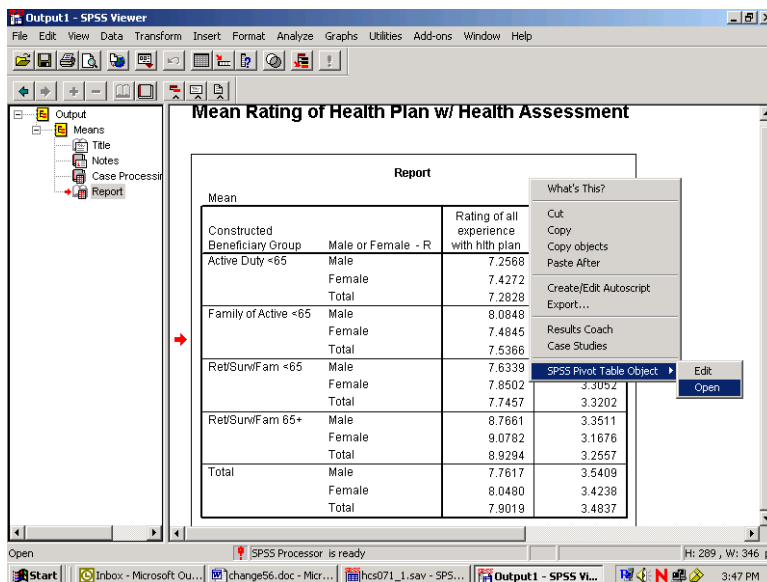 Output1 - SPSS Viewer
File Edit View Data Transform Insert Format Analyze Graphs Utilities Add-ons Window Help
Output
Means
Title
Notes
Case Processin
Report
Mean Rating of Health Plan w/ Health Assessment
Report
Mean
Constructed Beneficiary Group Male or Female - R Rating of all experience with hlth plan
Active Duty <65 Male 7.2568
Female 7.4272
Total 7.2828
Family of Active <65 Male 8.0848
Female 7.4845
Total 7.5366
Ret/Surv/Fam <65 Male 7.6339
Female 7.8502 3.3052
Total 7.7457 3.3202
Ret/Surv/Fam 65+ Male 8.7661 3.3511
Female 9.0782 3.1676
Total 8.9294 3.2557
Total Male 7.7617 3.5409
Female 8.0480 3.4238
Total 7.9019 3.4837
What's This?
Cut
Copy
Copy objects
Paste After
Create/Edit Autoscript
Export...
Results Coach
Case Studies
SPSS Pivot Table Object
Edit
Open
Open SPSS Processor is ready H: 289 , W: 346
Start Inbox - Microsoft Ou... change56.doc - Micr... hcs071_1.sav - SPS... Output1 - SPSS Vi... 3:47 PM